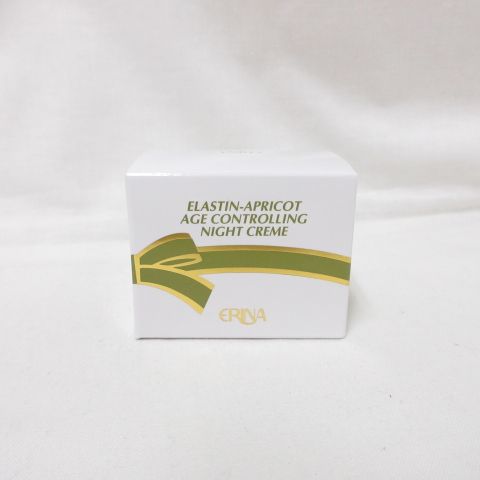 ELASTIN-APRICOT
AGE CONTROLLING
NIGHT CREME
ERINA